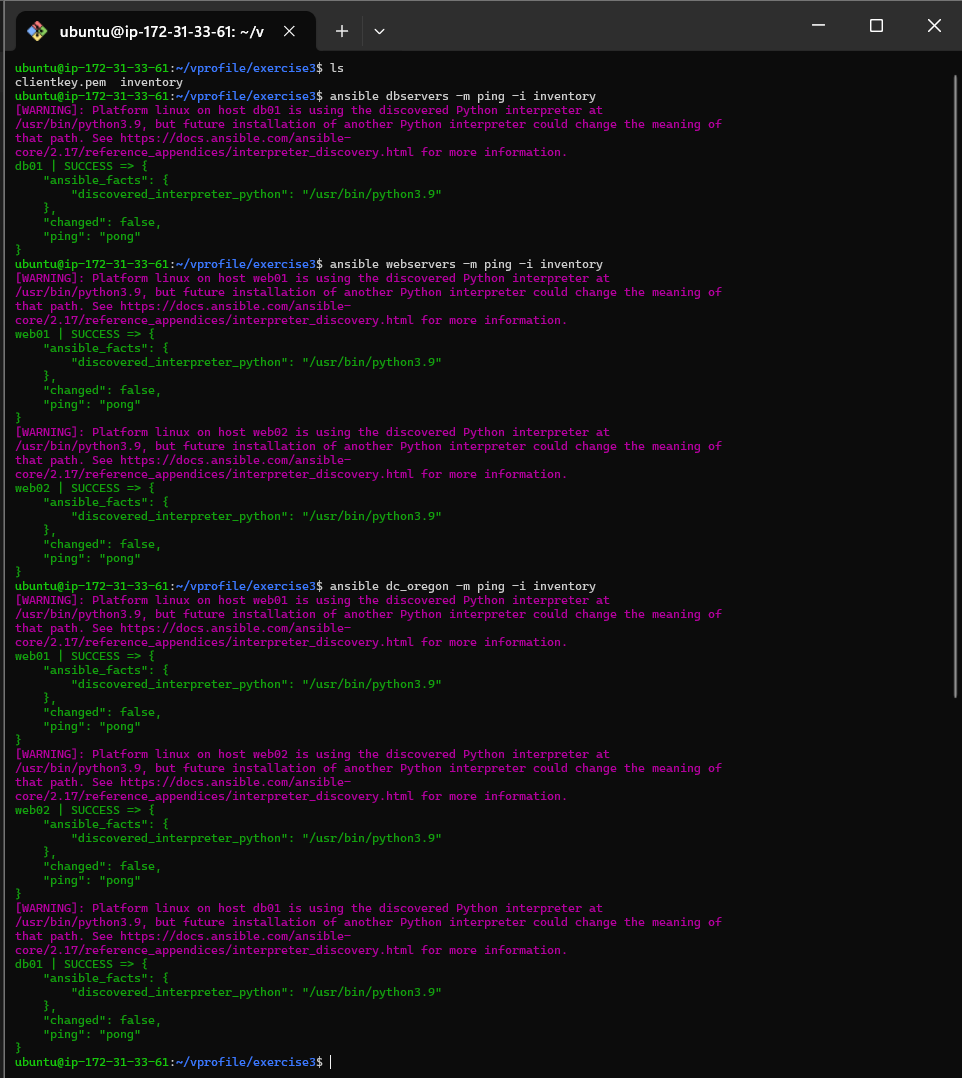 ubuntu@ip-172-31-33-61: ~/v
ubuntu@ip-172-31-33-61:~/vprofile/exercise3$ ls
clientkey.pem  inventory
ubuntu@ip-172-31-33-61:~/vprofile/exercise3$ ansible dbservers -m ping -i inventory
[WARNING]: Platform linux on host db01 is using the discovered Python interpreter at
/usr/bin/python3.9, but future installation of another Python interpreter could change the meaning of
that path. See https://docs.ansible.com/ansible-
core/2.17/reference_appendices/interpreter_discovery.html for more information.
db01 | SUCCESS => {
    "ansible_facts": {
        "discovered_interpreter_python": "/usr/bin/python3.9"
    },
    "changed": false,
    "ping": "pong"
}
ubuntu@ip-172-31-33-61:~/vprofile/exercise3$ ansible webservers -m ping -i inventory
[WARNING]: Platform linux on host web01 is using the discovered Python interpreter at
/usr/bin/python3.9, but future installation of another Python interpreter could change the meaning of
that path. See https://docs.ansible.com/ansible-
core/2.17/reference_appendices/interpreter_discovery.html for more information.
web01 | SUCCESS => {
    "ansible_facts": {
        "discovered_interpreter_python": "/usr/bin/python3.9"
    },
    "changed": false,
    "ping": "pong"
}
[WARNING]: Platform linux on host web02 is using the discovered Python interpreter at
/usr/bin/python3.9, but future installation of another Python interpreter could change the meaning of
that path. See https://docs.ansible.com/ansible-
core/2.17/reference_appendices/interpreter_discovery.html for more information.
web02 | SUCCESS => {
    "ansible_facts": {
        "discovered_interpreter_python": "/usr/bin/python3.9"
    },
    "changed": false,
    "ping": "pong"
}
ubuntu@ip-172-31-33-61:~/vprofile/exercise3$ ansible dc_oregon -m ping -i inventory
[WARNING]: Platform linux on host web01 is using the discovered Python interpreter at
/usr/bin/python3.9, but future installation of another Python interpreter could change the meaning of
that path. See https://docs.ansible.com/ansible-
core/2.17/reference_appendices/interpreter_discovery.html for more information.
web01 | SUCCESS => {
    "ansible_facts": {
        "discovered_interpreter_python": "/usr/bin/python3.9"
    },
    "changed": false,
    "ping": "pong"
}
[WARNING]: Platform linux on host web02 is using the discovered Python interpreter at
/usr/bin/python3.9, but future installation of another Python interpreter could change the meaning of
that path. See https://docs.ansible.com/ansible-
core/2.17/reference_appendices/interpreter_discovery.html for more information.
web02 | SUCCESS => {
    "ansible_facts": {
        "discovered_interpreter_python": "/usr/bin/python3.9"
    },
    "changed": false,
    "ping": "pong"
}
[WARNING]: Platform linux on host db01 is using the discovered Python interpreter at
/usr/bin/python3.9, but future installation of another Python interpreter could change the meaning of
that path. See https://docs.ansible.com/ansible-
core/2.17/reference_appendices/interpreter_discovery.html for more information.
db01 | SUCCESS => {
    "ansible_facts": {
        "discovered_interpreter_python": "/usr/bin/python3.9"
    },
    "changed": false,
    "ping": "pong"
}
ubuntu@ip-172-31-33-61:~/vprofile/exercise3$